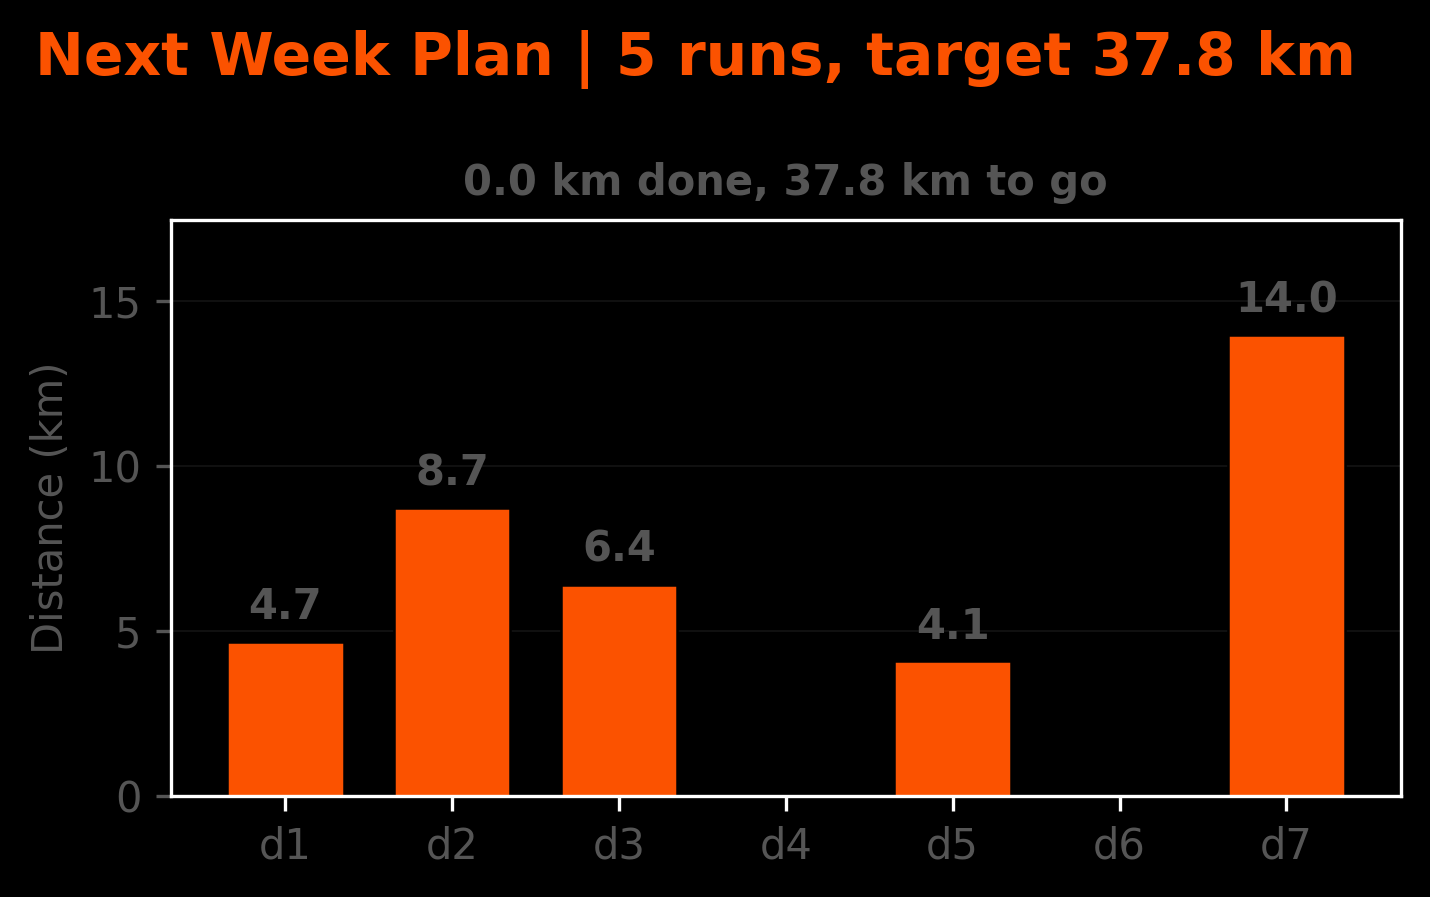 Next Week Plan | 5 runs, target 37.8 km
0.0 km done, 37.8 km to go
Distance (km)
15
10
5
0
4.7
8.7
6.4
4.1
14.0
d1 d2 d3 d4 d5 d6 d7